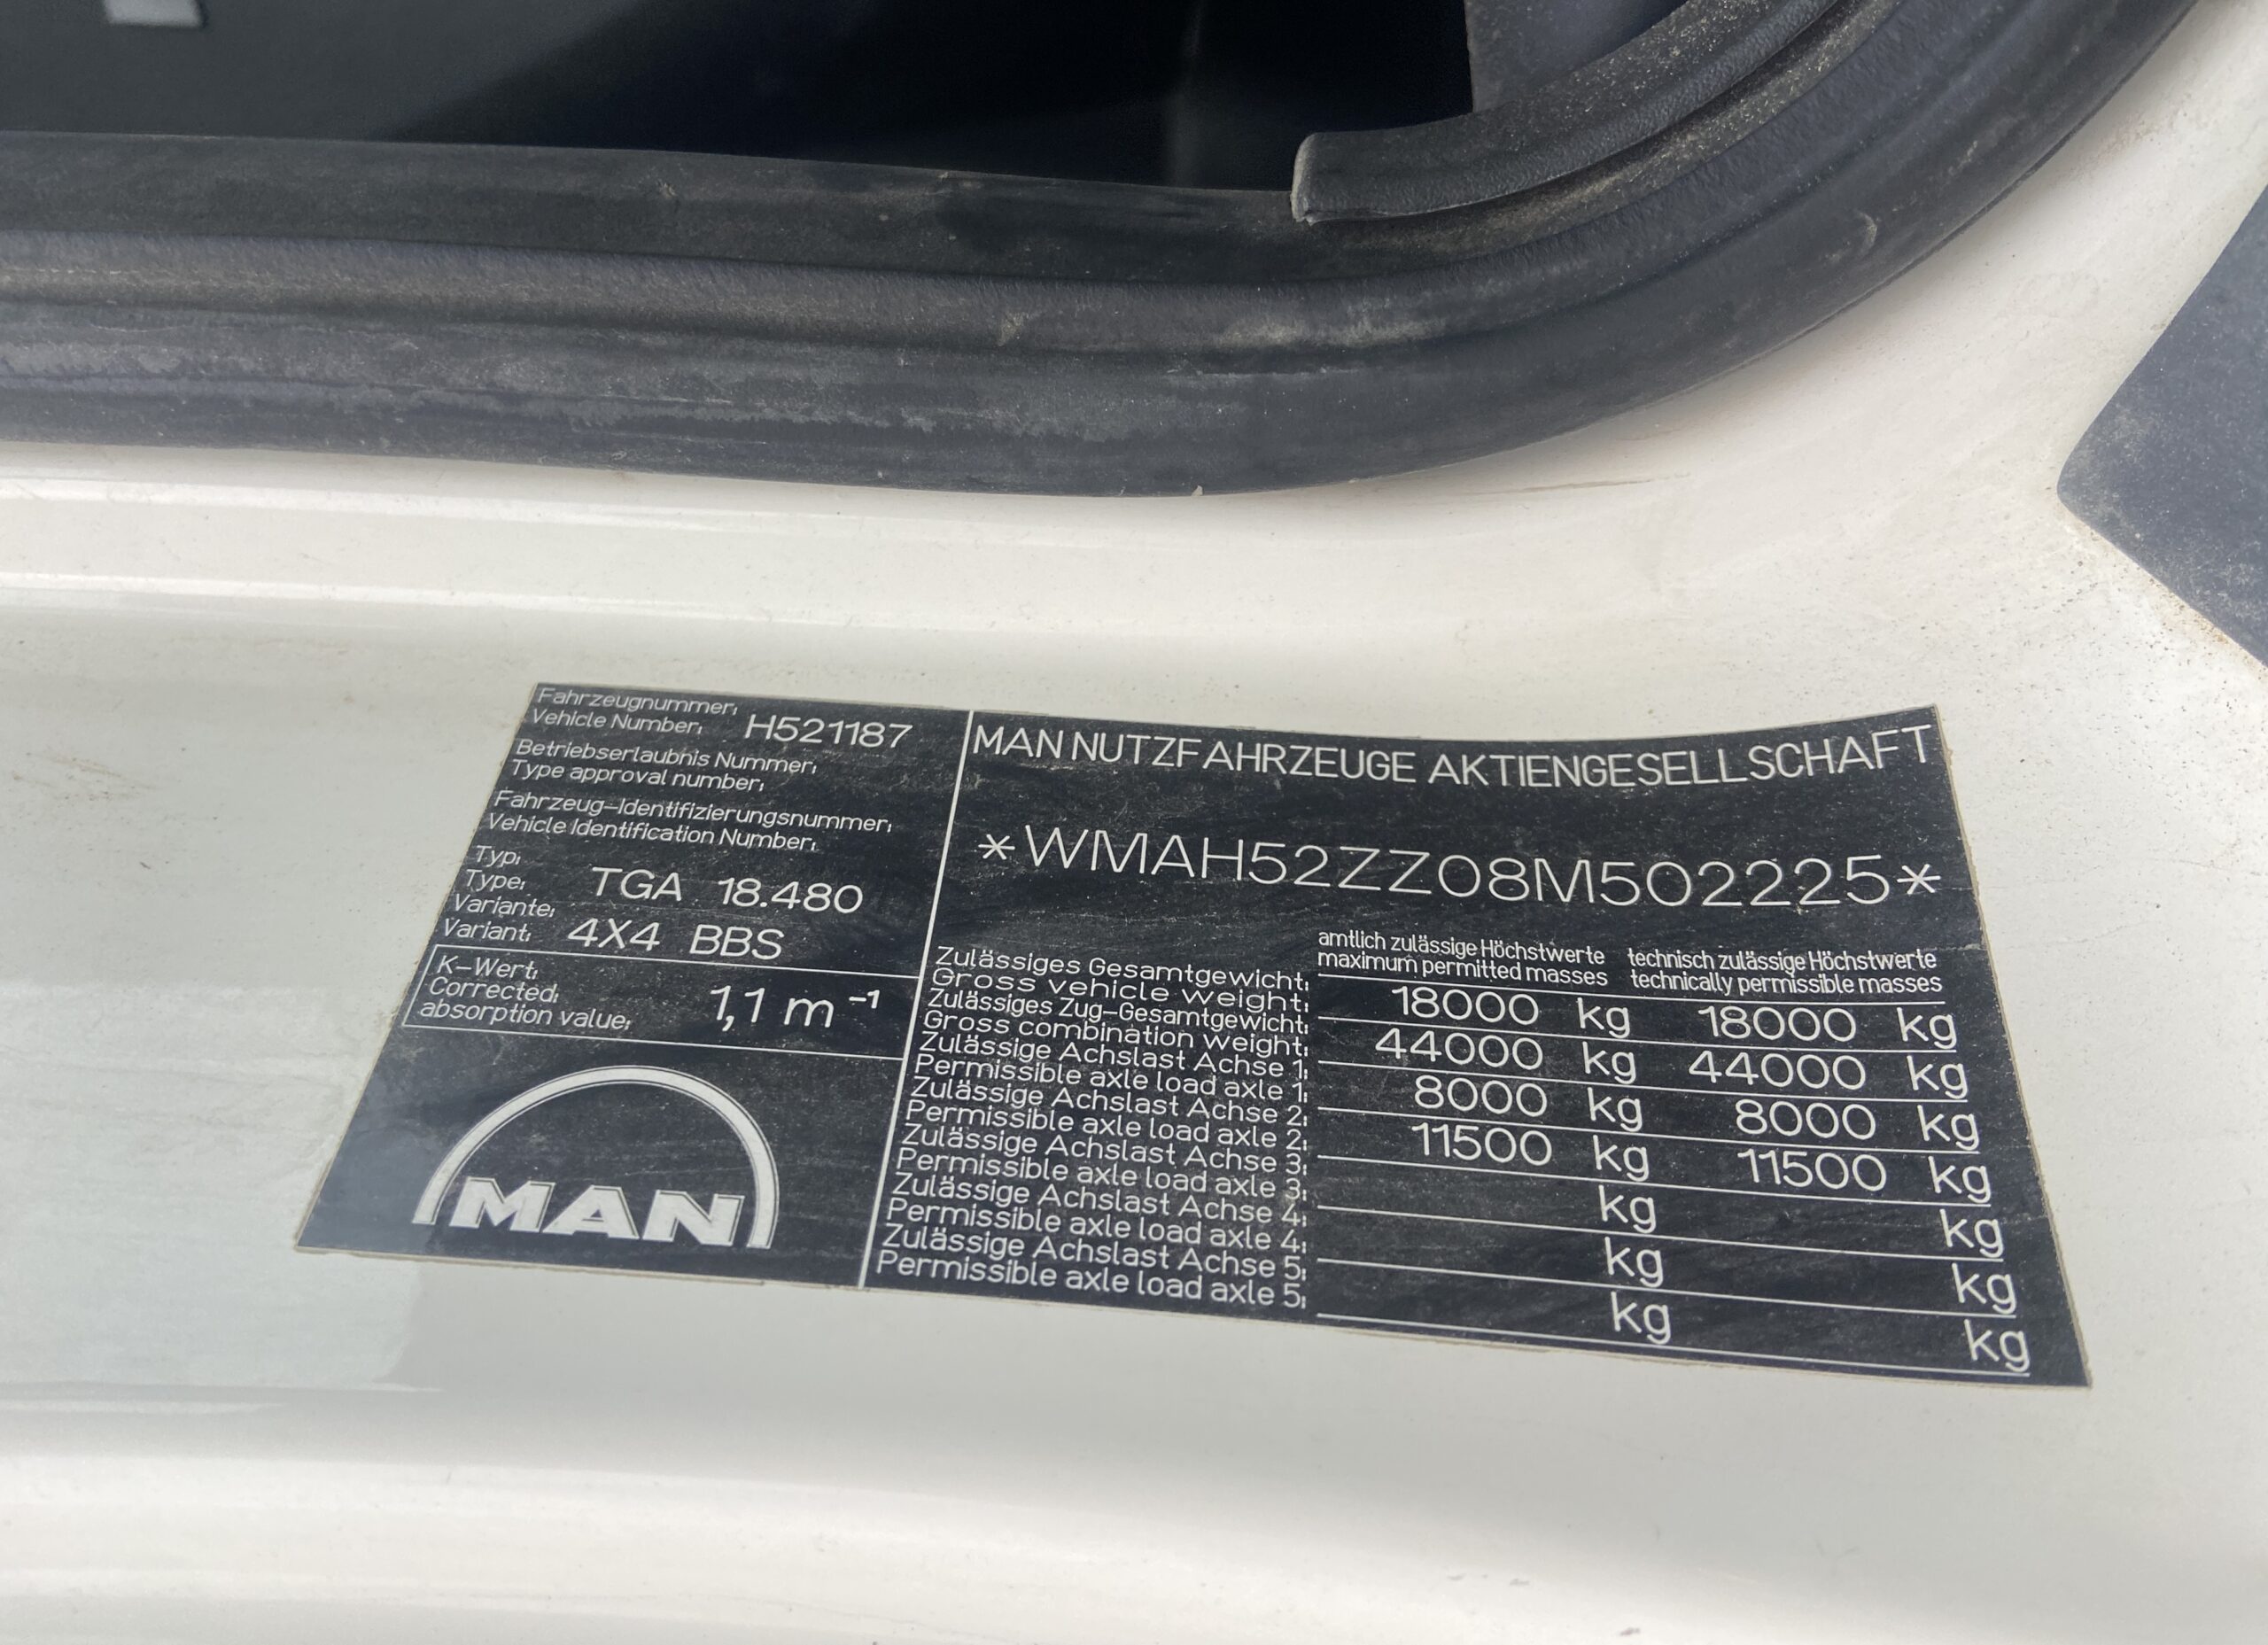 Fahrzeugnummer:
Vehicle Number: H521187
Betriebserlaubnis Nummer:
Type approval number:
Fahrzeug-Identifizierungsnummer:
Vehicle Identification Number:
Typ:
Type: TGA 18.480
Variante:
Variant: 4X4 BBS
K-Wert:
Corrected:
absorption value: 1,1 m⁻¹
MAN
MAN NUTZFAHRZEUGE AKTIENGESELLSCHAFT
*WMAH52ZZ08M502225*
amtlich zulässige Höchstwerte technisch zulässige Höchstwerte
maximum permitted masses technically permissible masses
Zulässiges Gesamtgewicht:
Gross vehicle weight: 18000 kg 18000 kg
Zulässiges Zug-Gesamtgewicht:
Gross combination weight: 44000 kg 44000 kg
Zulässige Achslast Achse 1:
Permissible axle load axle 1: 8000 kg 8000 kg
Zulässige Achslast Achse 2:
Permissible axle load axle 2: 11500 kg 11500 kg
Zulässige Achslast Achse 3:
Permissible axle load axle 3: kg kg
Zulässige Achslast Achse 4:
Permissible axle load axle 4: kg kg
Zulässige Achslast Achse 5:
Permissible axle load axle 5: kg kg